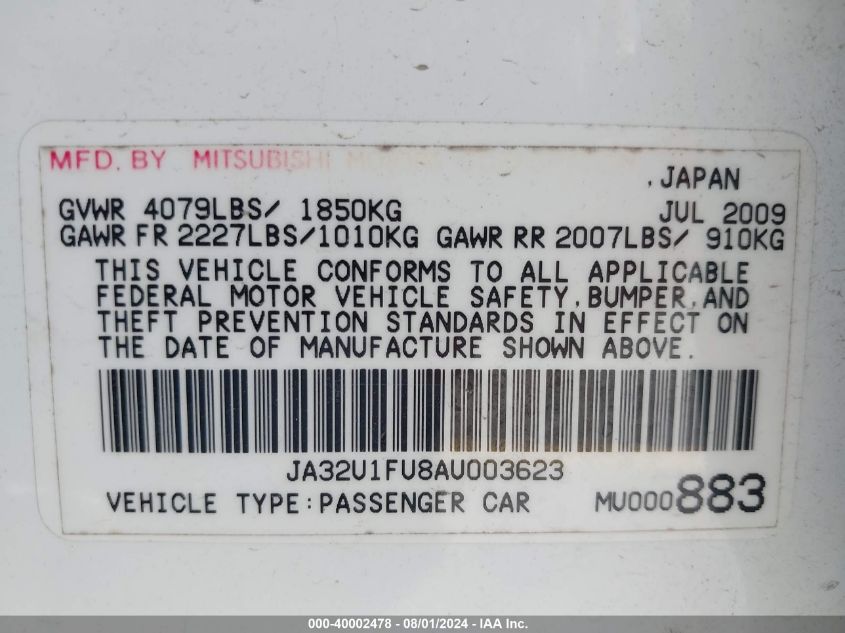 MFD. BY MITSUBISHI
, JAPAN
GVWR 4079LBS/ 1850KG JUL 2009
GAWR FR 2227LBS/1010KG GAWR RR 2007LBS/ 910KG
THIS VEHICLE CONFORMS TO ALL APPLICABLE
FEDERAL MOTOR VEHICLE SAFETY, BUMPER, AND
THEFT PREVENTION STANDARDS IN EFFECT ON
THE DATE OF MANUFACTURE SHOWN ABOVE.
JA32U1FU8AU003623
VEHICLE TYPE:PASSENGER CAR MU000883
000-40002478 - 08/01/2024 - IAA Inc.